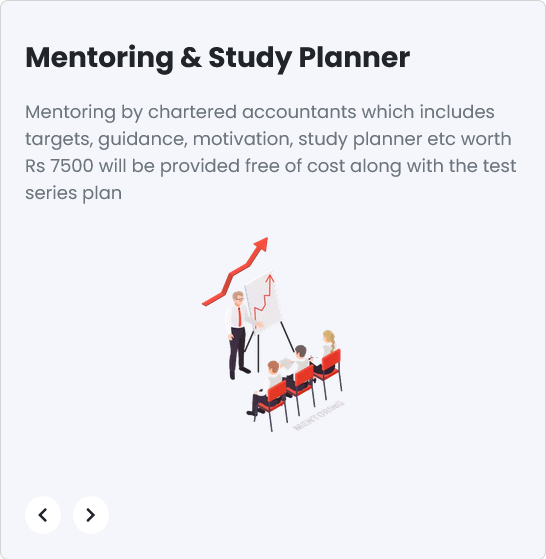 Mentoring & Study Planner
Mentoring by chartered accountants which includes
targets, guidance, motivation, study planner etc worth
Rs 7500 will be provided free of cost along with the test
series plan
MENTORING